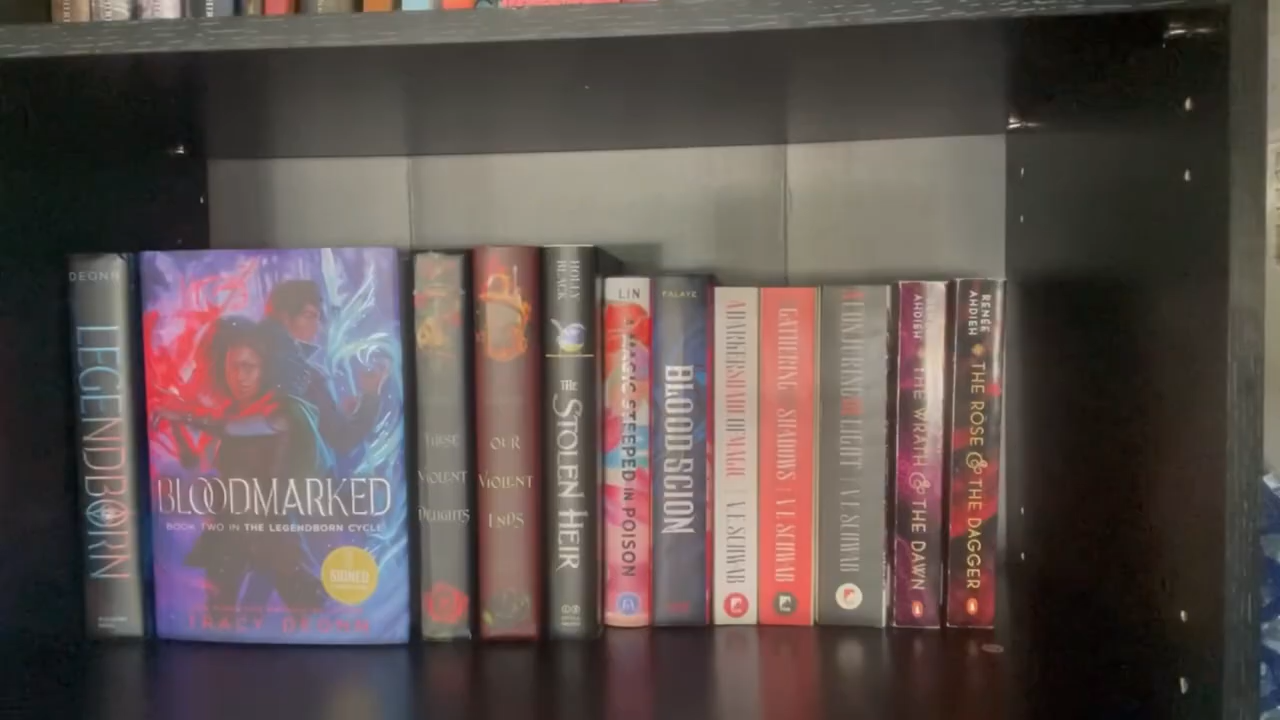 DEONN
LEGENDBORN
BLOODMARKED
BOOK TWO IN THE LEGENDBORN CYCLE
SIGNED
TRACY DEONN
THESE
VIOLENT
DELIGHTS
OUR
VIOLENT
ENDS
HOLLY
BLACK
THE
STOLEN HEIR
LIN
A MAGIC STEEPED IN POISON
FALAYE
BLOOD SCION
A DARKER SHADE OF MAGIC V. E. SCHWAB
A GATHERING OF SHADOWS V. E. SCHWAB
A CONJURING OF LIGHT V. E. SCHWAB
AHDIEH
THE WRATH & THE DAWN
RENÉE
AHDIEH
THE ROSE & THE DAGGER